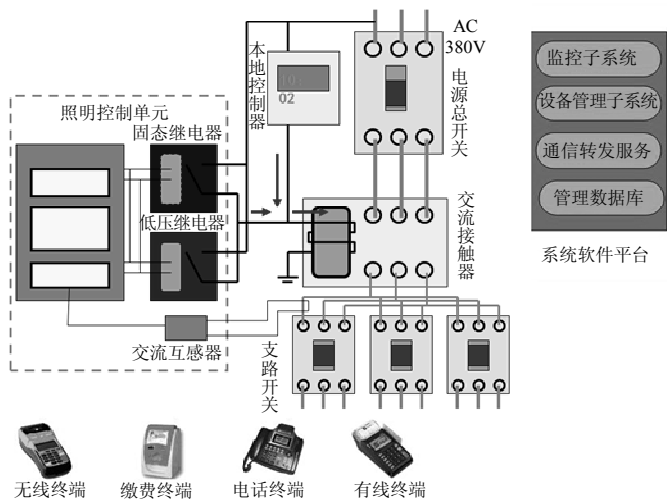 AC
380V
本地控制器
02
电源总开关
照明控制单元
固态继电器
低压继电器
交流接触器
交流互感器
支路开关
监控子系统
设备管理子系统
通信转发服务
管理数据库
系统软件平台
无线终端
缴费终端
电话终端
有线终端